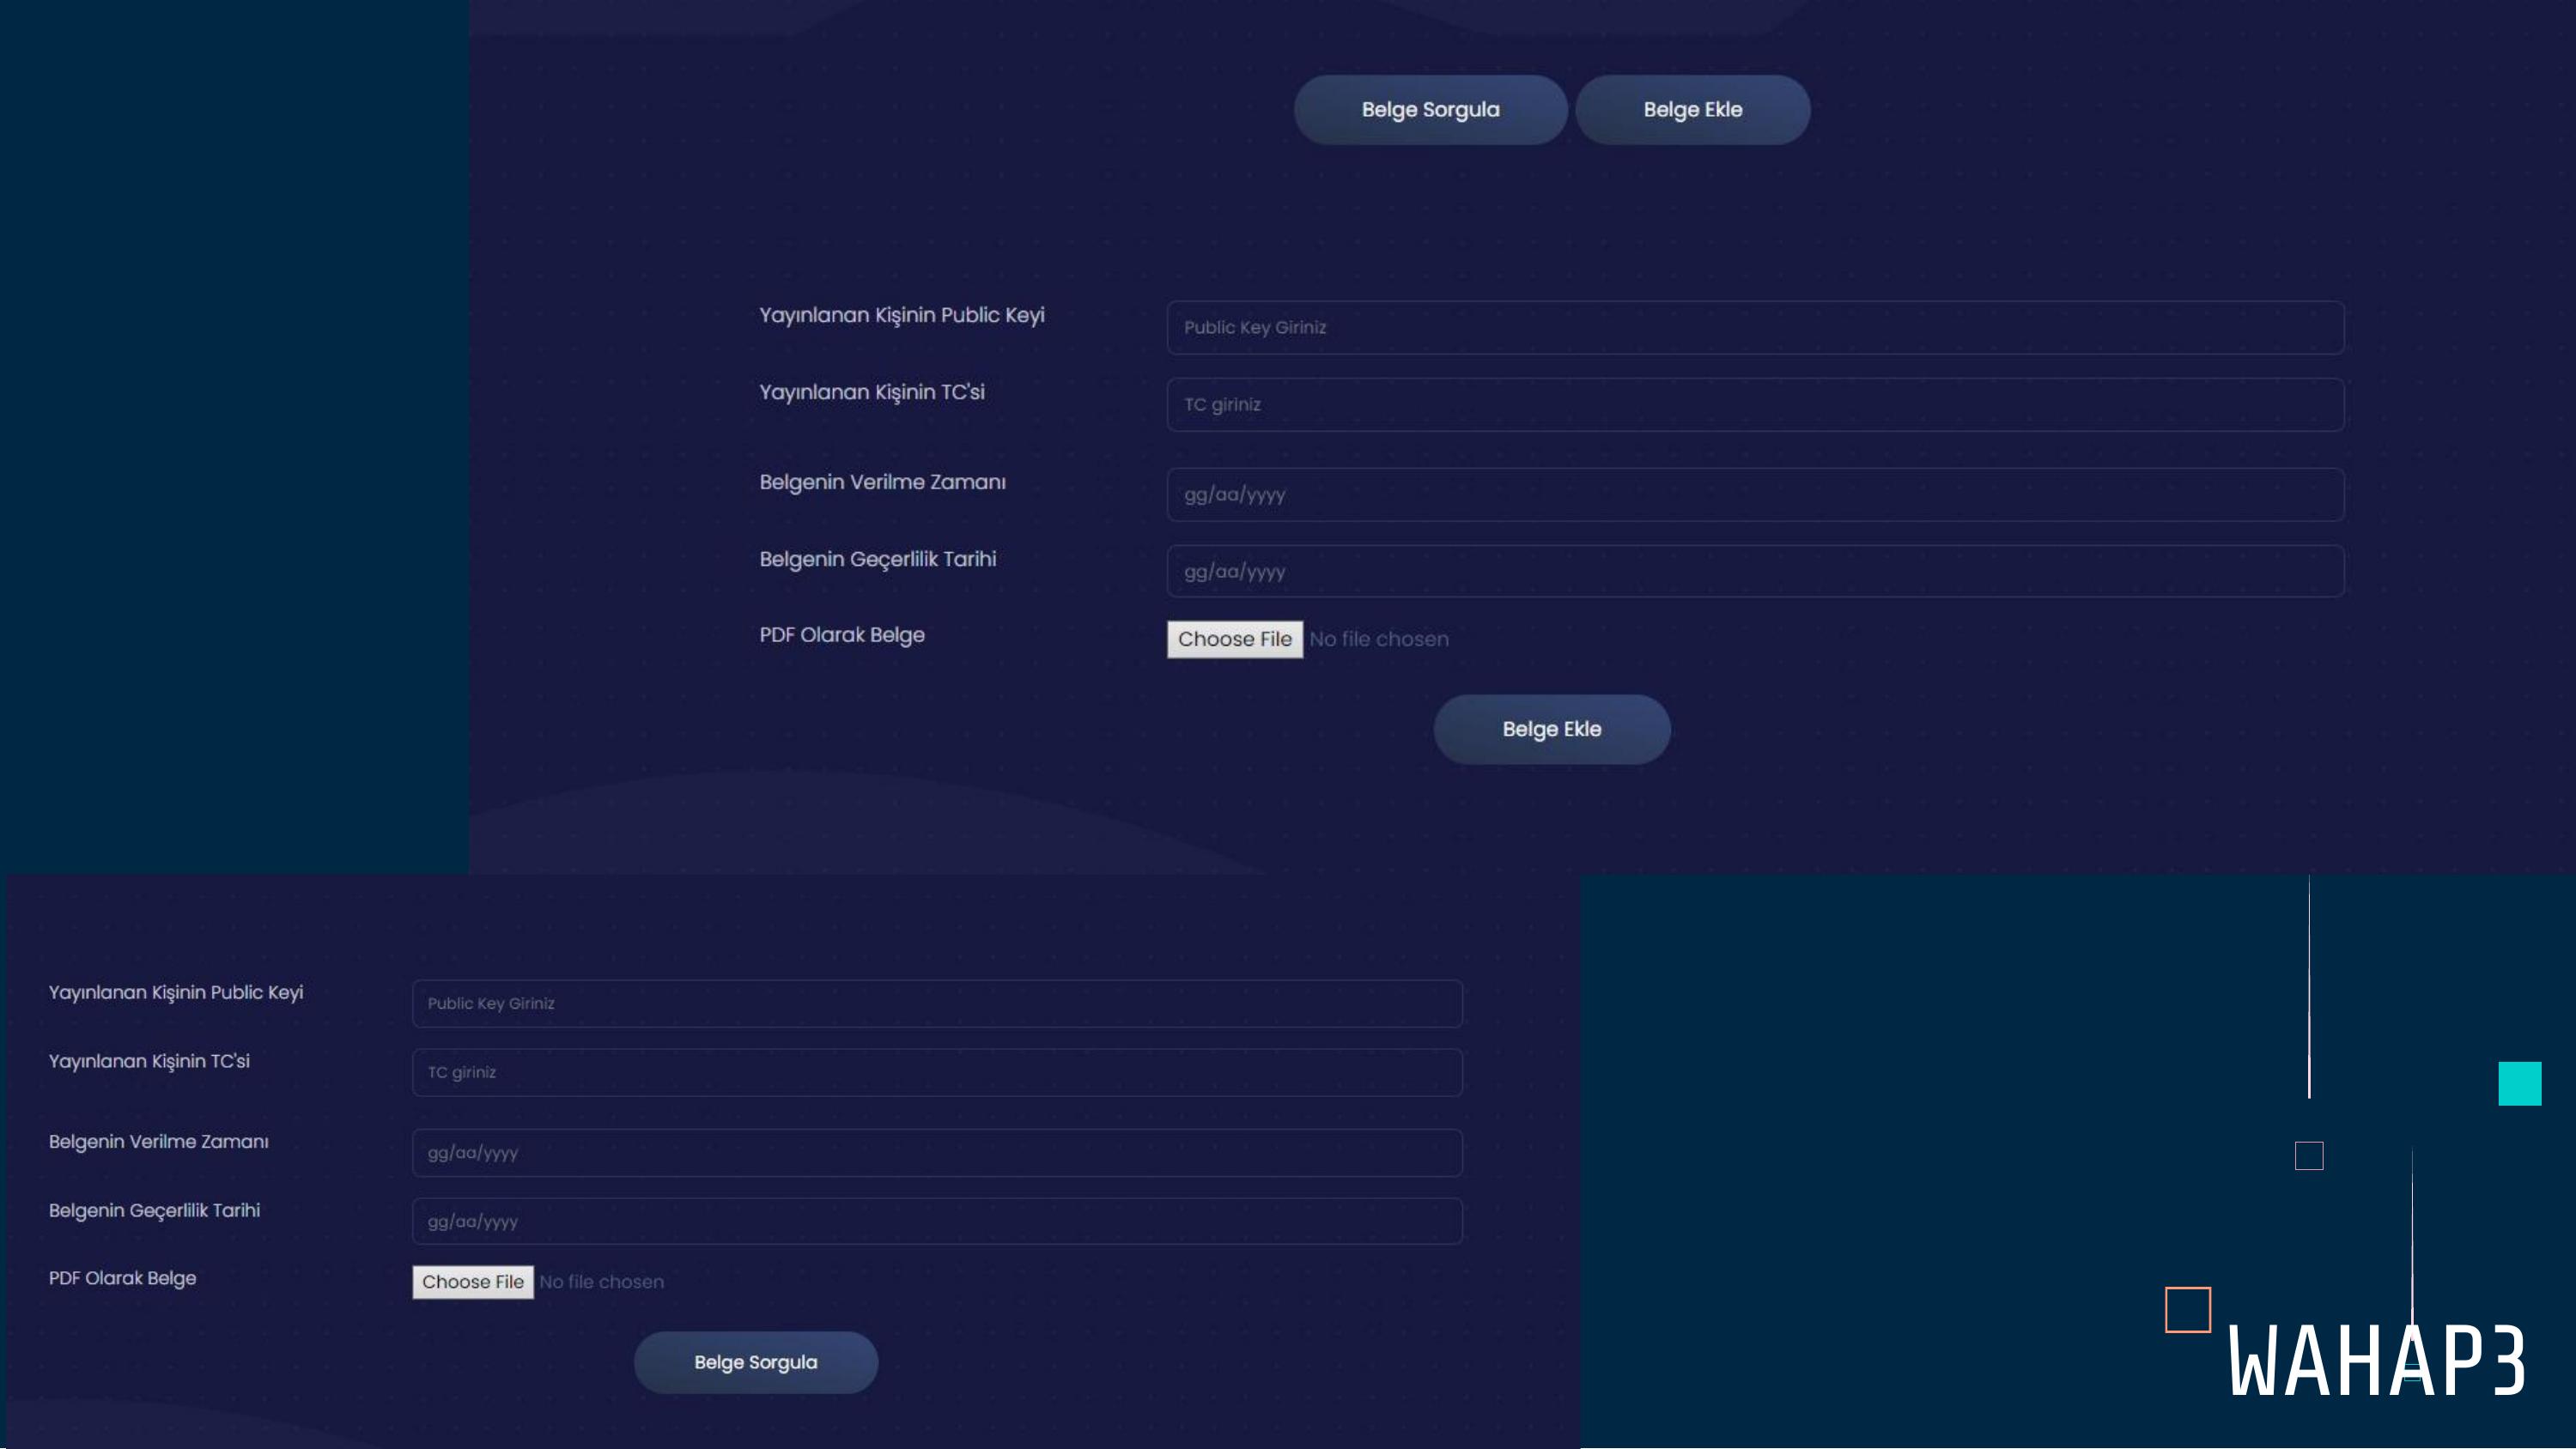 Belge Sorgula Belge Ekle
Yayınlanan Kişinin Public Keyi Public Key Giriniz
Yayınlanan Kişinin TC'si TC giriniz
Belgenin Verilme Zamanı gg/aa/yyyy
Belgenin Geçerlilik Tarihi gg/aa/yyyy
PDF Olarak Belge Choose File No file chosen
Belge Ekle
Yayınlanan Kişinin Public Keyi Public Key Giriniz
Yayınlanan Kişinin TC'si TC giriniz
Belgenin Verilme Zamanı gg/aa/yyyy
Belgenin Geçerlilik Tarihi gg/aa/yyyy
PDF Olarak Belge Choose File No file chosen
Belge Sorgula
WAHAP3